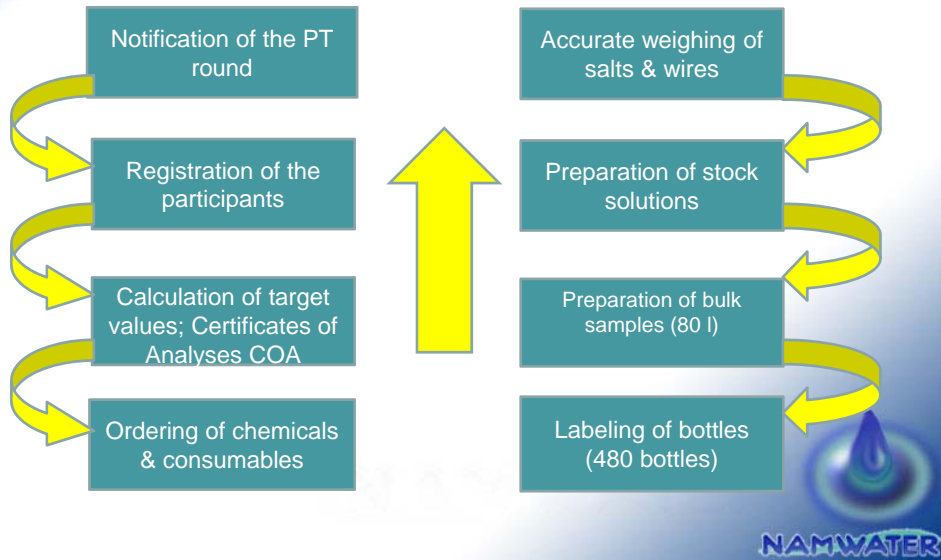 Notification of the PT
round
Registration of the
participants
Calculation of target
values; Certificates of
Analyses COA
Ordering of chemicals
& consumables
Accurate weighing of
salts & wires
Preparation of stock
solutions
Preparation of bulk
samples (80 l)
Labeling of bottles
(480 bottles)
NAMWATER